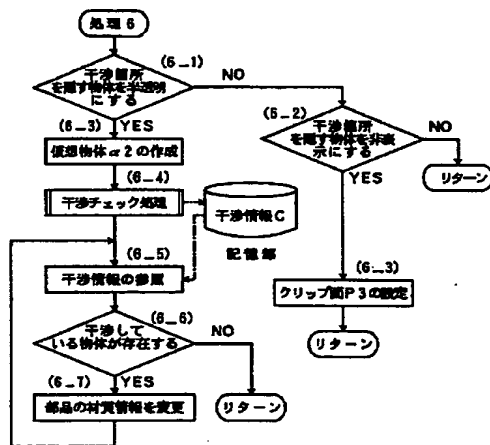 処理6
(6_1)
干渉箇所
を隠す物体を半透明
にする
NO
(6_3)
YES
仮想物体α2の作成
(6_4)
干渉チェック処理
干渉情報C
記憶部
(6_5)
干渉情報の参照
(6_6)
干渉して
いる物体が存在する
NO
(6_7)
YES
部品の材質情報を変更
リターン
(6_2)
干渉箇所
を隠す物体を非表
示にする
NO
リターン
YES
(6_3)
クリップ面P3の設定
リターン